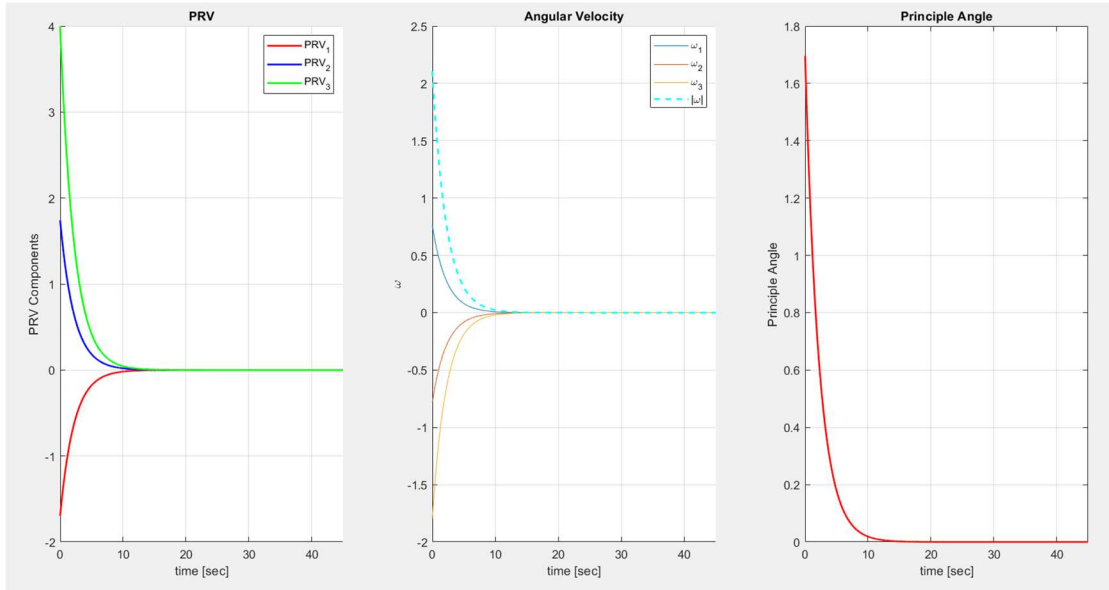 PRV
4
3
2
1
0
-1
-2
PRV Components
0
10
20
30
40
time [sec]
PRV1
PRV2
PRV3
Angular Velocity
2.5
2
1.5
1
0.5
0
-0.5
-1
-1.5
-2
ω
0
10
20
30
40
time [sec]
ω1
ω2
ω3
|ω|
Principle Angle
1.8
1.6
1.4
1.2
1
0.8
0.6
0.4
0.2
0
Principle Angle
0
10
20
30
40
time [sec]